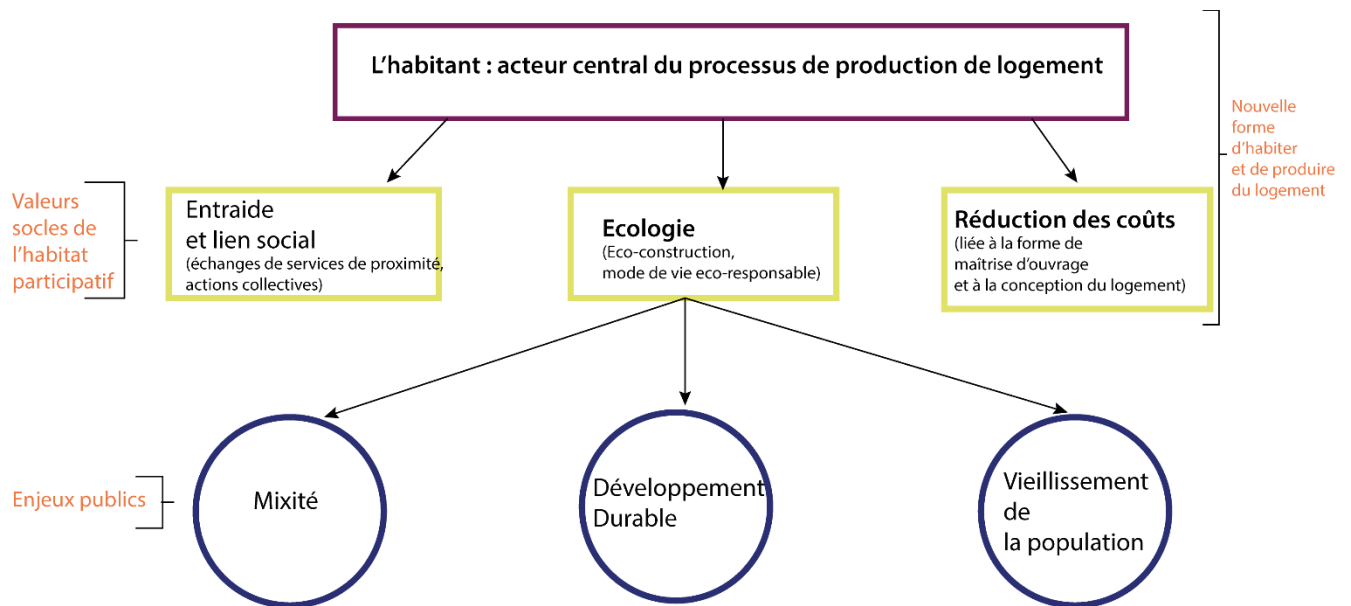 L'habitant : acteur central du processus de production de logement
Nouvelle
forme
d'habiter
et de produire
du logement
Valeurs
socles de
l'habitat
participatif
Entraide
et lien social
(échanges de services de proximité,
actions collectives)
Ecologie
(Eco-construction,
mode de vie eco-responsable)
Réduction des coûts
(liée à la forme de
maîtrise d'ouvrage
et à la conception du logement)
Enjeux publics
Mixité
Développement
Durable
Vieillissement
de
la population